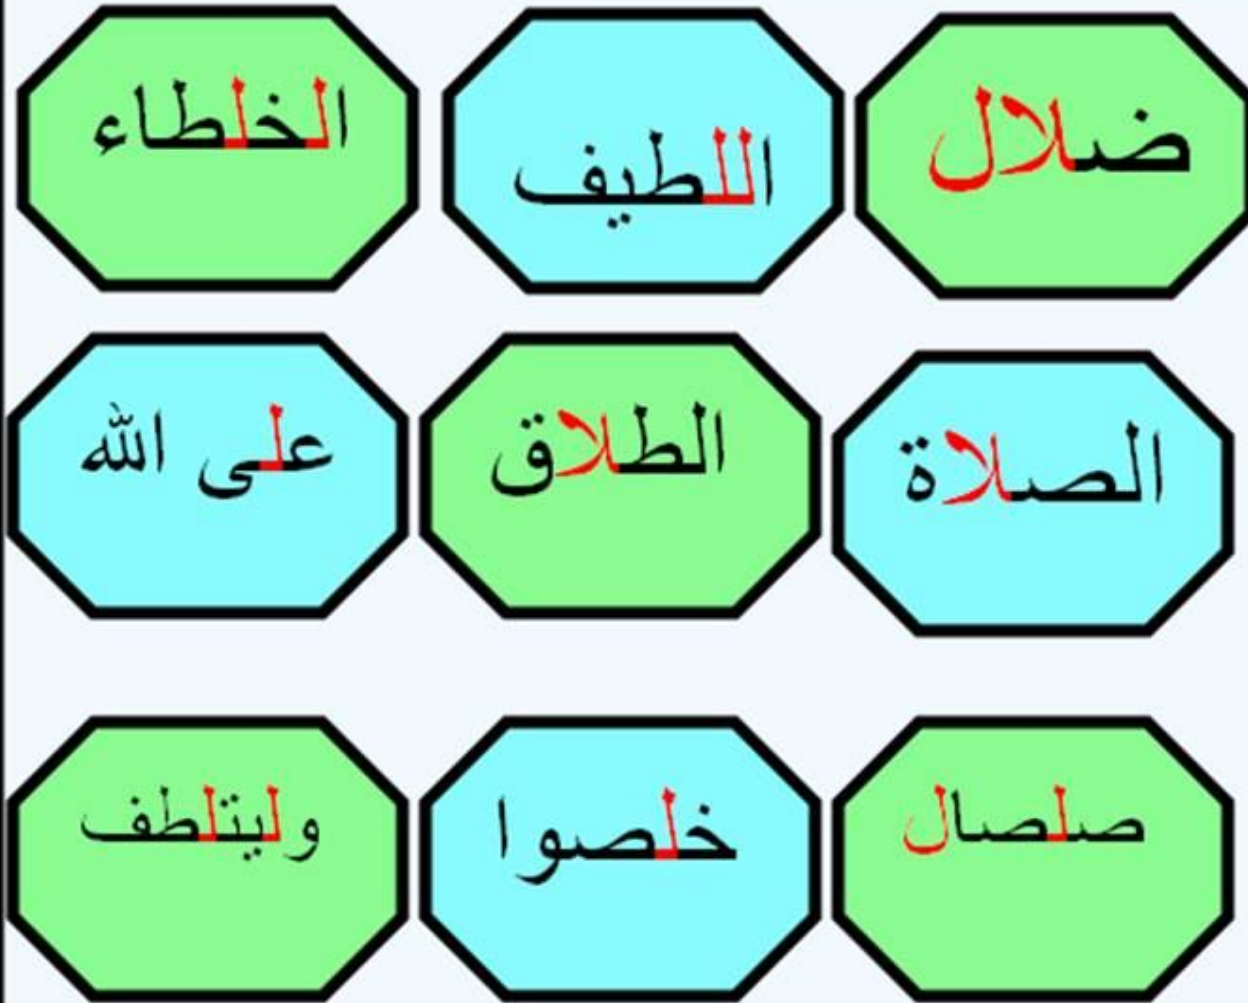 ضلال
اللطيف
الخلطاء
الصلاة
الطلاق
على الله
صلصال
خلصوا
وليتلطف